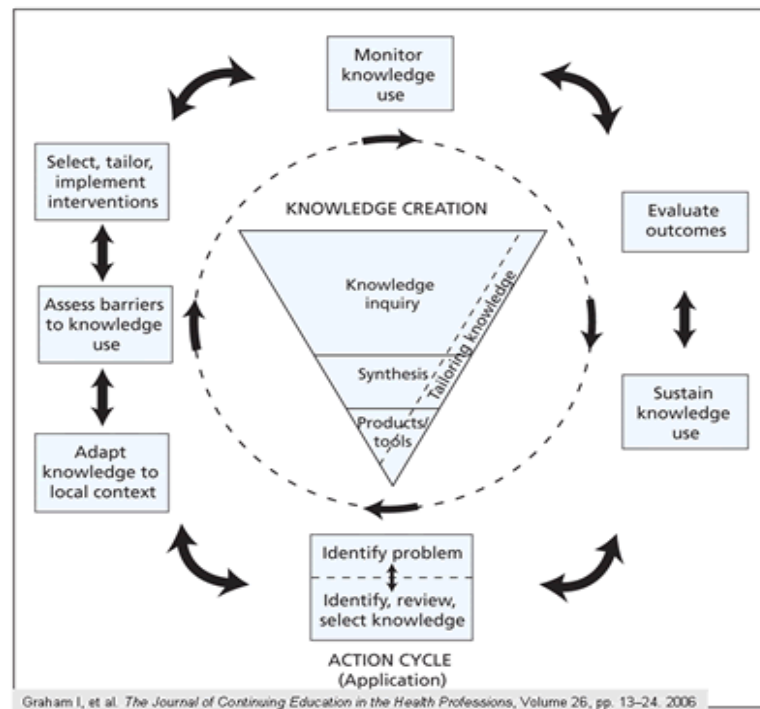 Monitor
knowledge
use
Select, tailor,
implement
interventions
Evaluate
outcomes
KNOWLEDGE CREATION
Knowledge
inquiry
Tailoring knowledge
Assess barriers
to knowledge
use
Synthesis
Products/
tools
Sustain
knowledge
use
Adapt
knowledge to
local context
Identify problem
Identify, review,
select knowledge
ACTION CYCLE
(Application)
Graham I, et al. The Journal of Continuing Education in the Health Professions, Volume 26, pp. 13–24. 2006